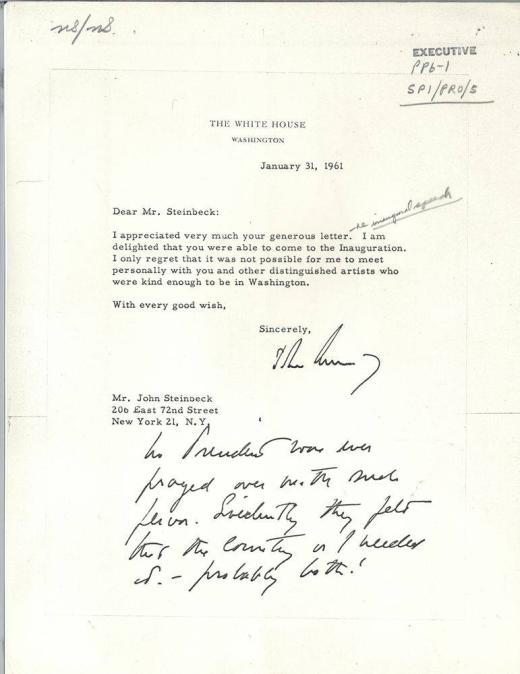 ns/ns.
EXECUTIVE
PP6-1
SP1/PRO/5
THE WHITE HOUSE
WASHINGTON
January 31, 1961
Dear Mr. Steinbeck:
re inaugural speech
I appreciated very much your generous letter. I am
delighted that you were able to come to the Inauguration.
I only regret that it was not possible for me to meet
personally with you and other distinguished artists who
were kind enough to be in Washington.
With every good wish,
Sincerely,
Mr. John Steinbeck
206 East 72nd Street
New York 21, N.Y.
No President was ever
prayed over with such
fervor. Evidently they felt
that the country or I needed
it. - probably both!